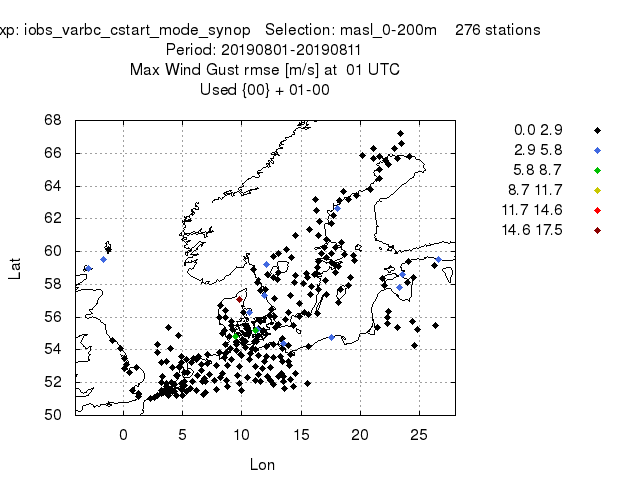 xp: iobs_varbc_cstart_mode_synop Selection: masl_0-200m 276 stations
Period: 20190801-20190811
Max Wind Gust rmse [m/s] at 01 UTC
Used {00} + 01-00
68
66
64
62
60
58
56
54
52
50
Lat
0 5 10 15 20 25
Lon
0.0 2.9
2.9 5.8
5.8 8.7
8.7 11.7
11.7 14.6
14.6 17.5